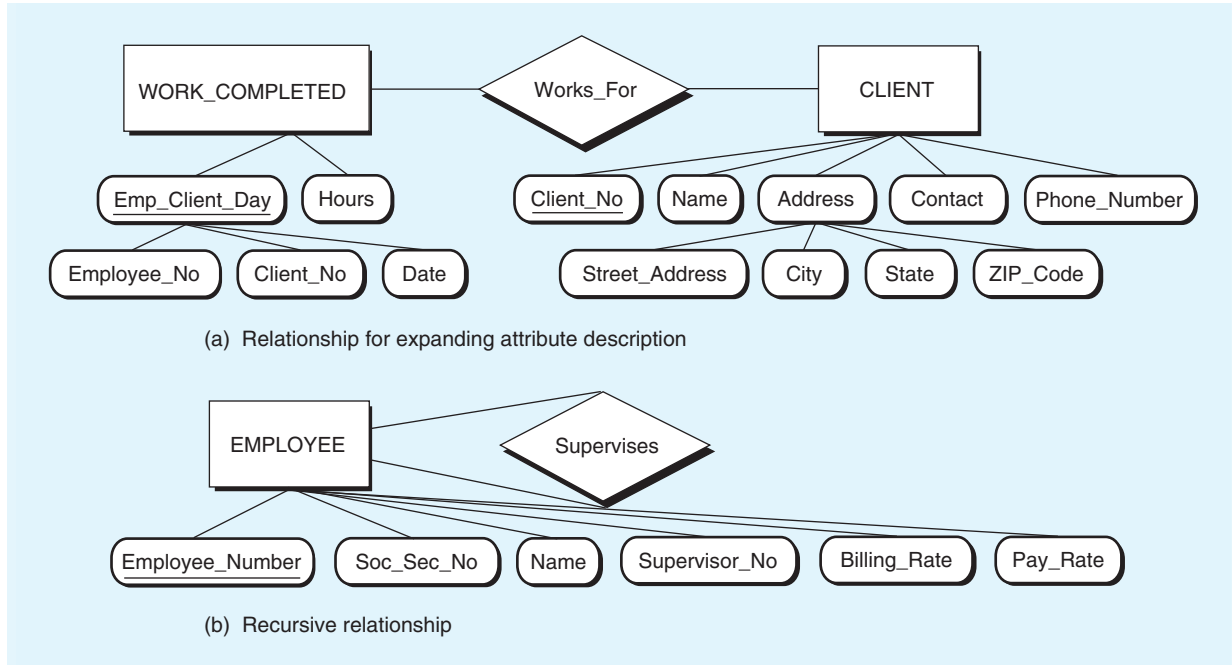 WORK_COMPLETED
Works_For
CLIENT
Emp_Client_Day
Hours
Client_No
Name
Address
Contact
Phone_Number
Employee_No
Client_No
Date
Street_Address
City
State
ZIP_Code
(a) Relationship for expanding attribute description
EMPLOYEE
Supervises
Employee_Number
Soc_Sec_No
Name
Supervisor_No
Billing_Rate
Pay_Rate
(b) Recursive relationship